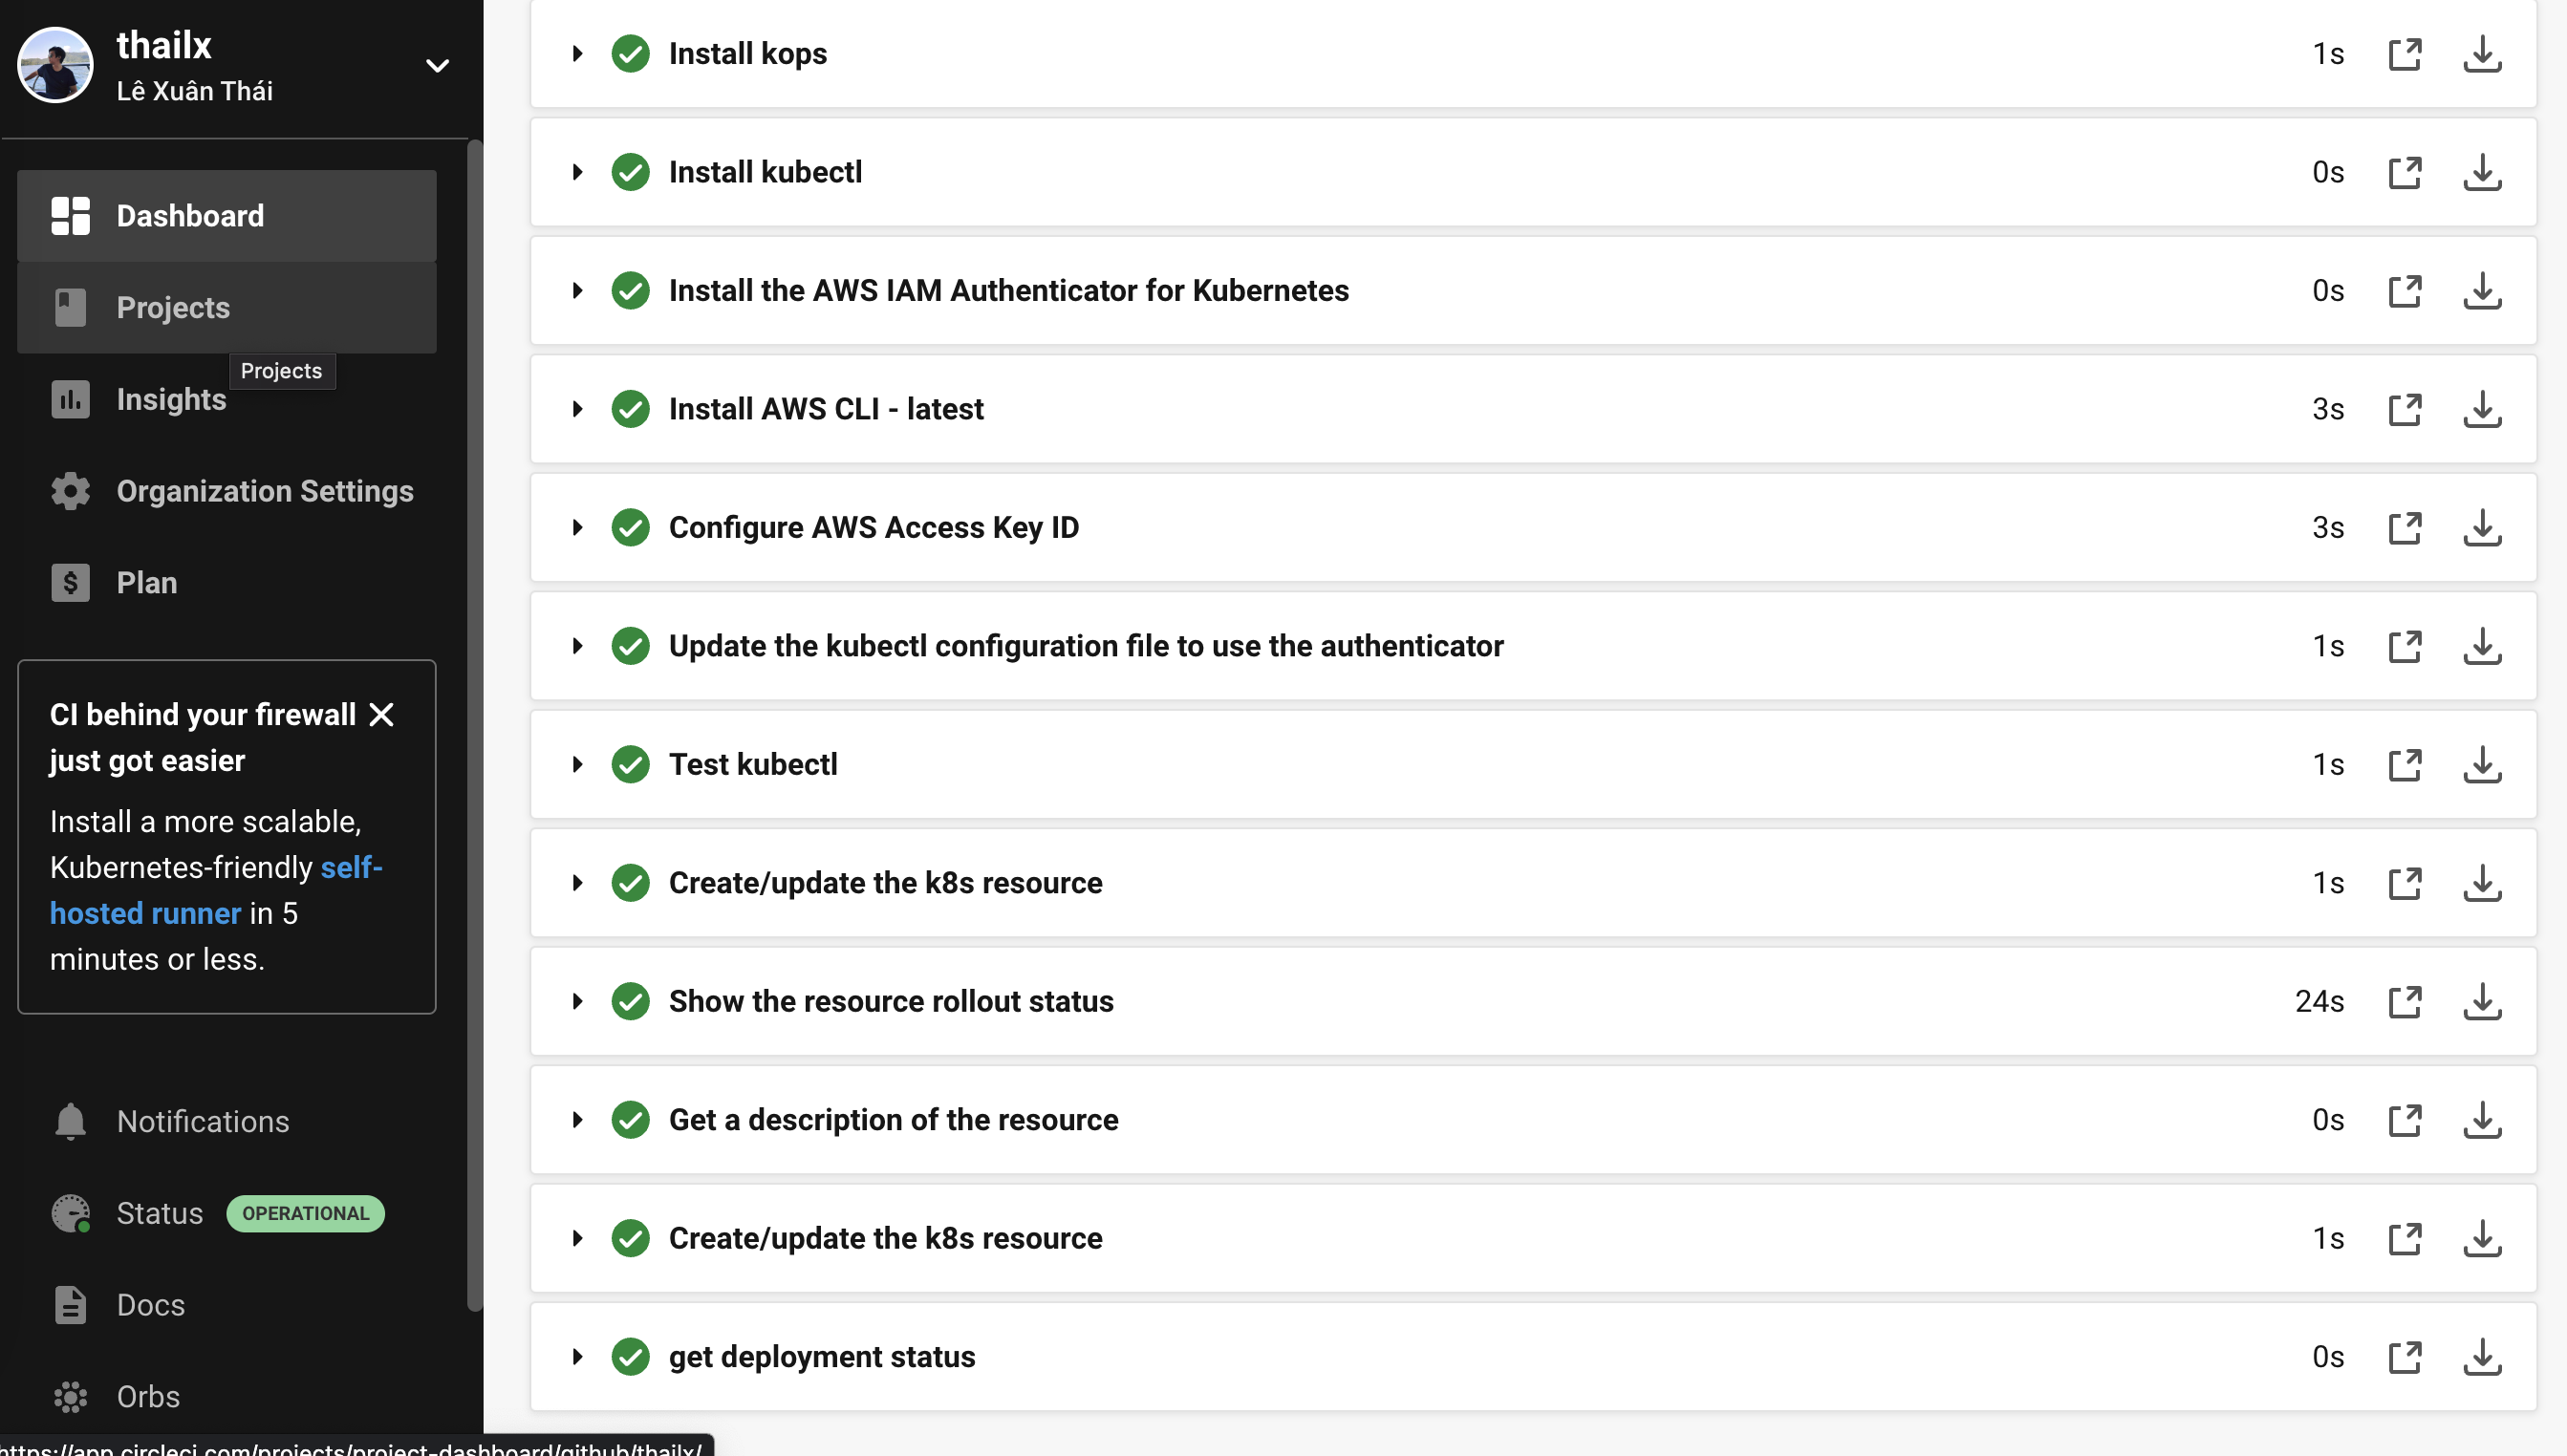 thailx
Lê Xuân Thái
Dashboard
Projects
Projects
Insights
Organization Settings
Plan
CI behind your firewall
just got easier
Install a more scalable,
Kubernetes-friendly self-
hosted runner in 5
minutes or less.
Notifications
Status OPERATIONAL
Docs
Orbs
https://app.circleci.com/projects/project-dashboard/github/thailx/
Install kops 1s
Install kubectl 0s
Install the AWS IAM Authenticator for Kubernetes 0s
Install AWS CLI - latest 3s
Configure AWS Access Key ID 3s
Update the kubectl configuration file to use the authenticator 1s
Test kubectl 1s
Create/update the k8s resource 1s
Show the resource rollout status 24s
Get a description of the resource 0s
Create/update the k8s resource 1s
get deployment status 0s